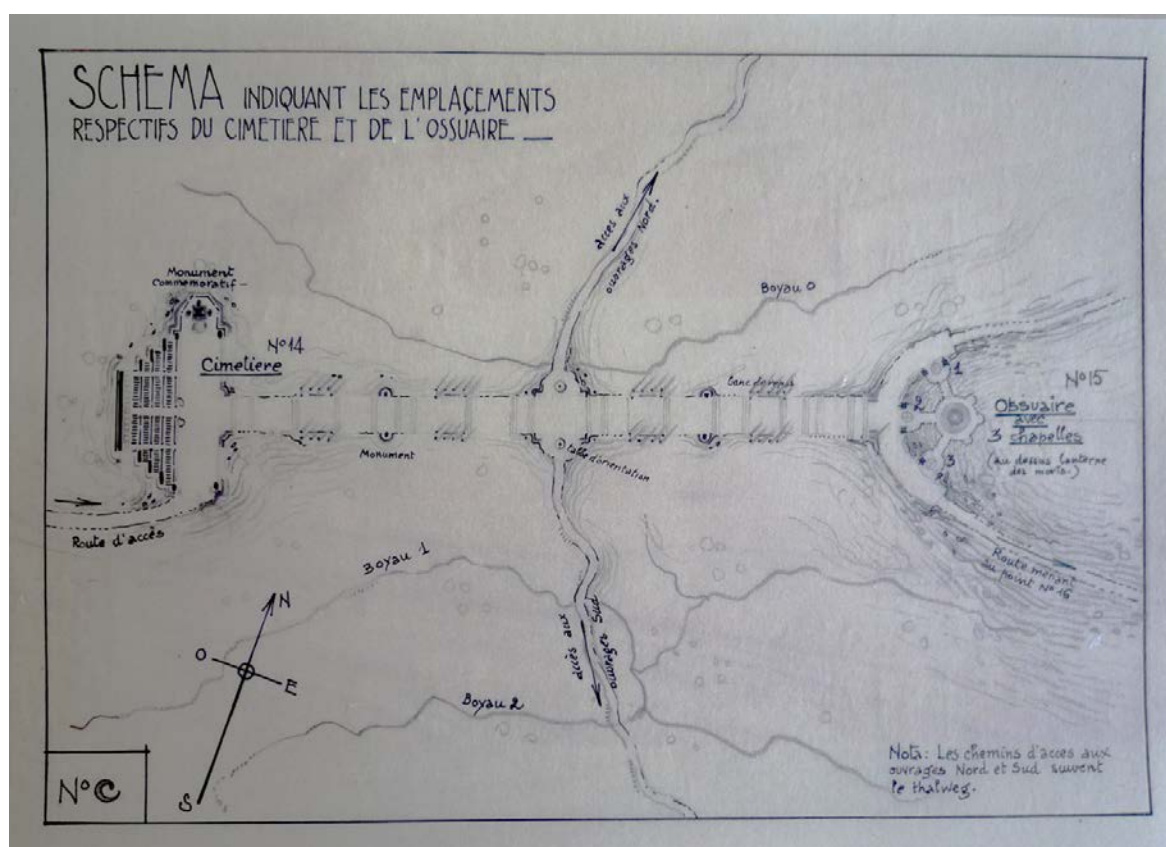 SCHEMA INDIQUANT LES EMPLAÇEMENTS
RESPECTIFS DU CIMETIERE ET DE L'OSSUAIRE
accès aux
ouvrages Nord.
Monument
Commemoratif
Boyau 0
N°14
Cimetiere
1
N°15
2
Ossuaire
avec
3 chapelles
(au dessus lanterne
des morts.)
3
Monument
table d'orientation
Route d'accès
Boyau 1
Route menant
au point N° 16
accès aux
ouvrages Sud
N
O
E
S
Boyau 2
Nota: Les chemins d'acces aux
ouvrages Nord et Sud suivent
le thalweg.
N°C